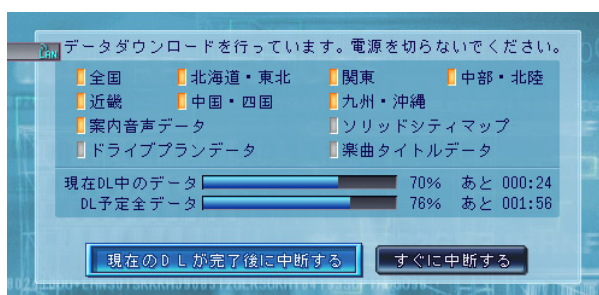 LAN
データダウンロードを行っています。電源を切らないでください。
全国 北海道・東北 関東 中部・北陸
近畿 中国・四国 九州・沖縄
案内音声データ ソリッドシティマップ
ドライブプランデータ 楽曲タイトルデータ
現在DL中のデータ 70% あと 000:24
DL予定全データ 76% あと 001:56
現在のDLが完了後に中断する すぐに中断する